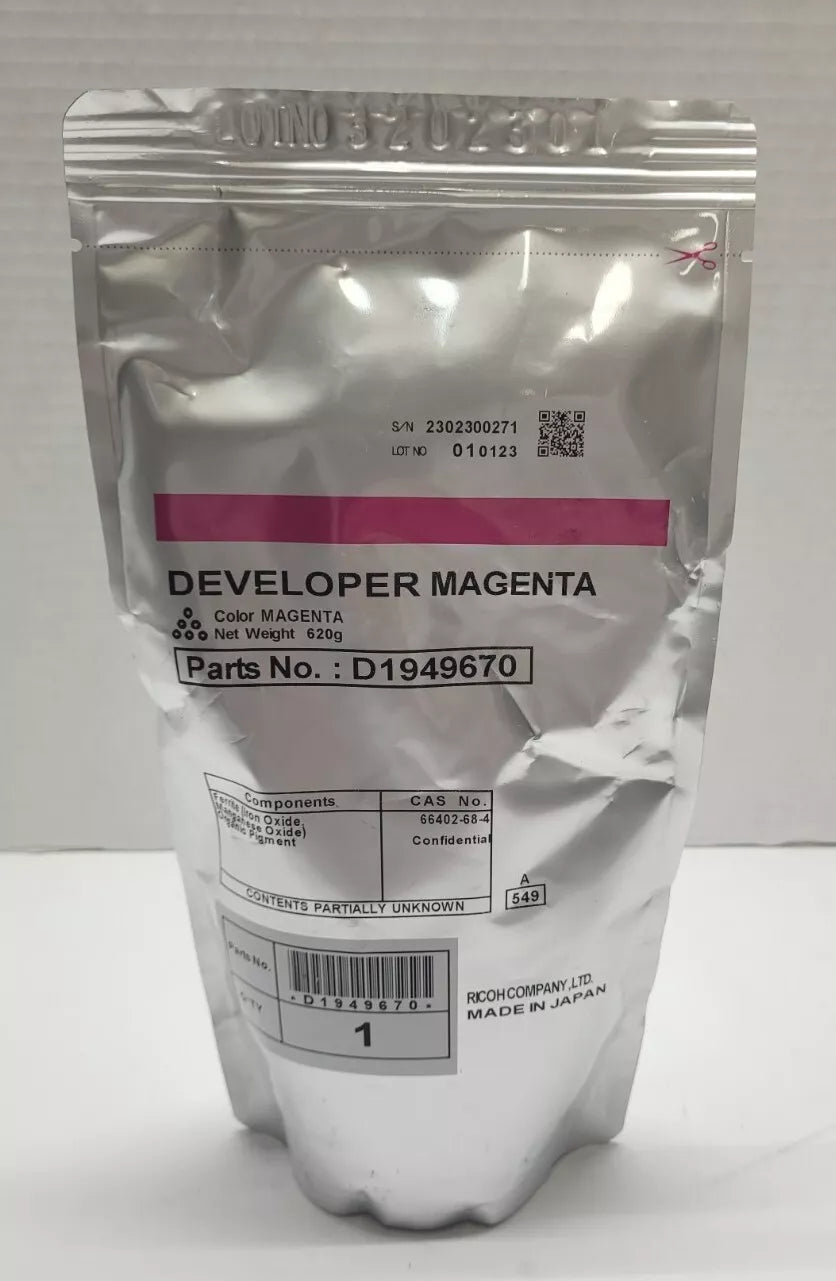 LOTNO 3202301
S/N 2302300271
LOT NO 010123
DEVELOPER MAGENTA
Color MAGENTA
Net Weight 620g
Parts No. : D1949670
Components CAS No.
Ferrite (Iron Oxide, 66402-68-4
Manganese Oxide)
Organic Pigment Confidential
CONTENTS PARTIALLY UNKNOWN
A
549
Parts No.
*D1949670*
Q'TY 1
RICOH COMPANY,LTD.
MADE IN JAPAN